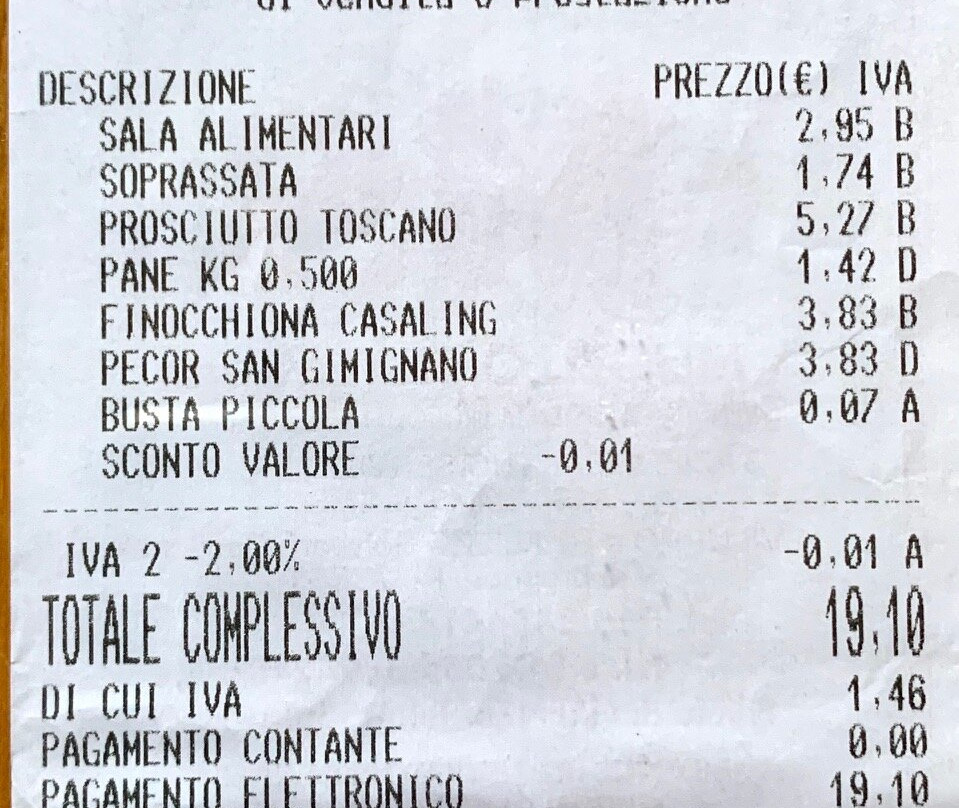 di vendita o prestazione
DESCRIZIONE PREZZO(€) IVA
SALA ALIMENTARI 2,95 B
SOPRASSATA 1,74 B
PROSCIUTTO TOSCANO 5,27 B
PANE KG 0,500 1,42 D
FINOCCHIONA CASALING 3,83 B
PECOR SAN GIMIGNANO 3,83 D
BUSTA PICCOLA 0,07 A
SCONTO VALORE -0,01
IVA 2 -2,00% -0,01 A
TOTALE COMPLESSIVO 19,10
DI CUI IVA 1,46
PAGAMENTO CONTANTE 0,00
PAGAMENTO ELETTRONICO 19,10